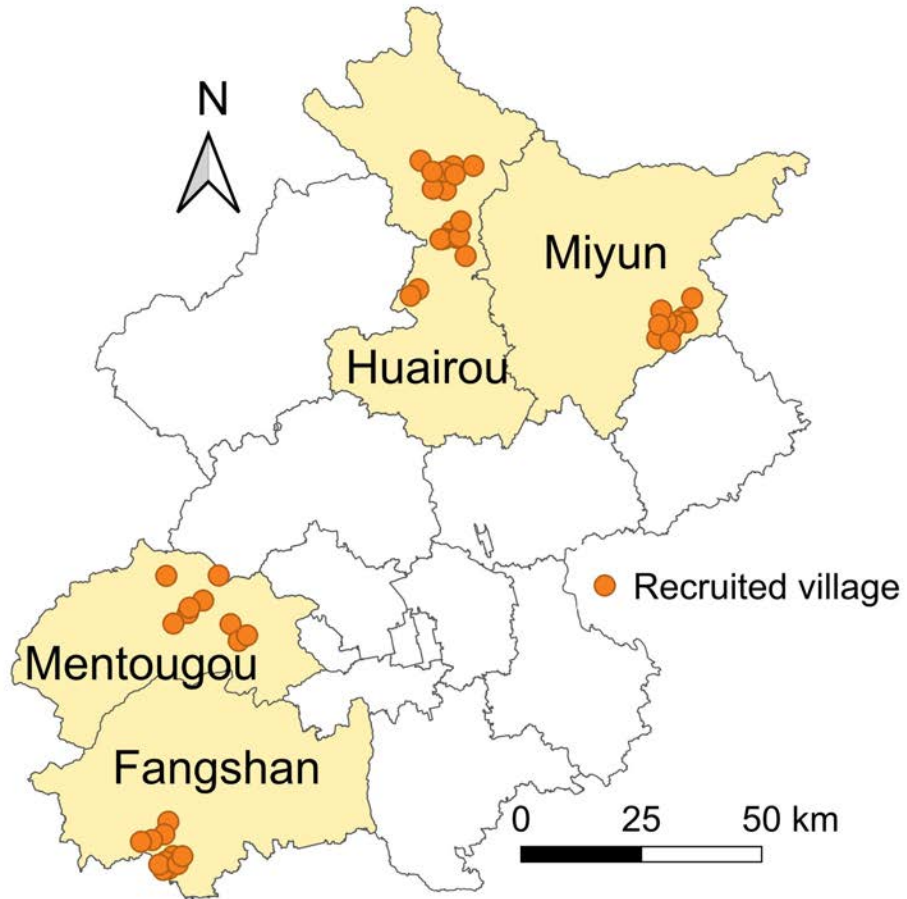 N
Miyun
Huairou
Recruited village
Mentougou
Fangshan
0 25 50 km